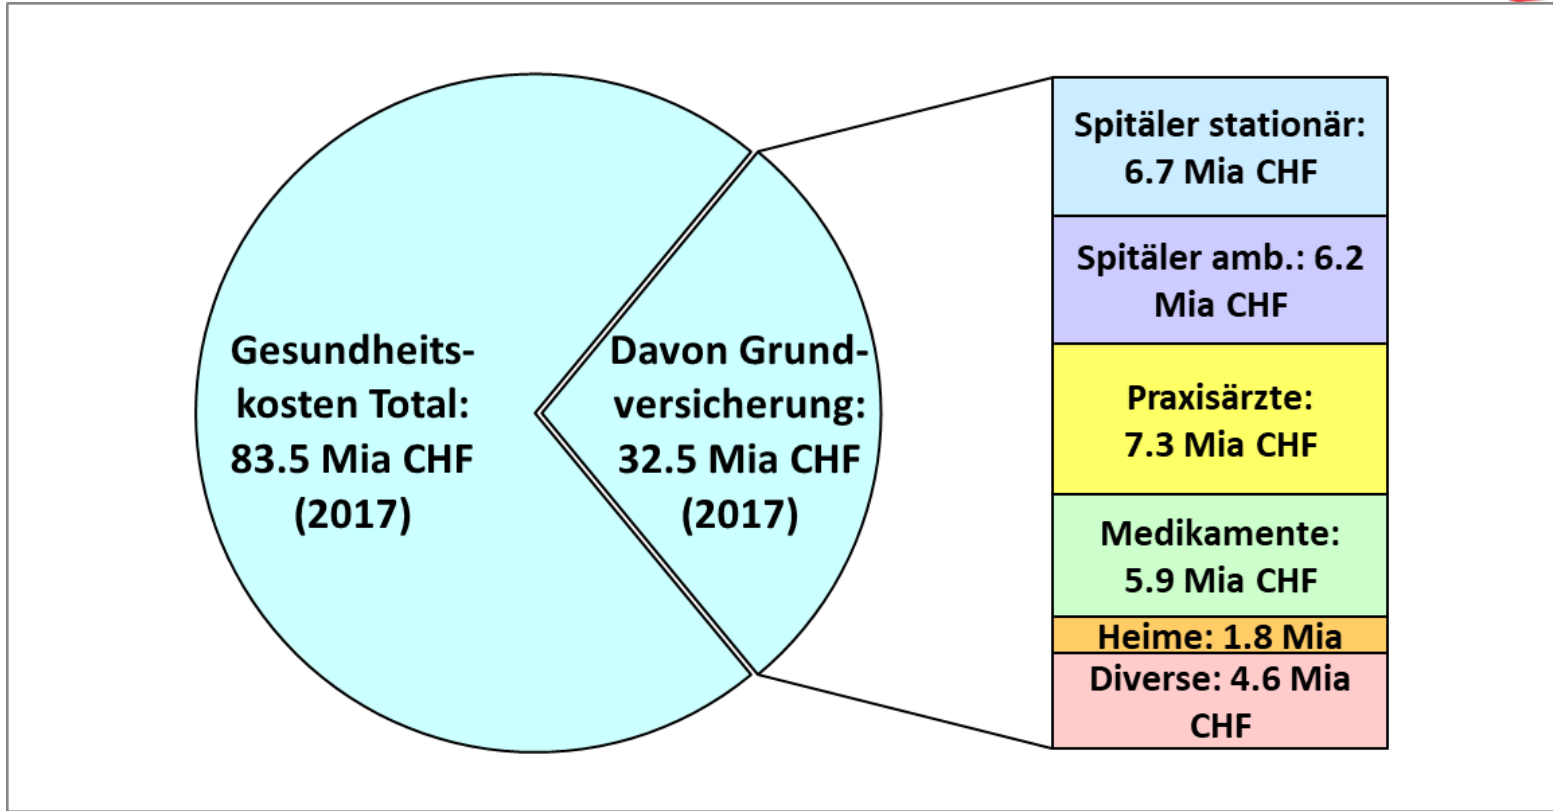 Gesundheits-
kosten Total:
83.5 Mia CHF
(2017)
Davon Grund-
versicherung:
32.5 Mia CHF
(2017)
Spitäler stationär:
6.7 Mia CHF
Spitäler amb.: 6.2
Mia CHF
Praxisärzte:
7.3 Mia CHF
Medikamente:
5.9 Mia CHF
Heime: 1.8 Mia
Diverse: 4.6 Mia
CHF